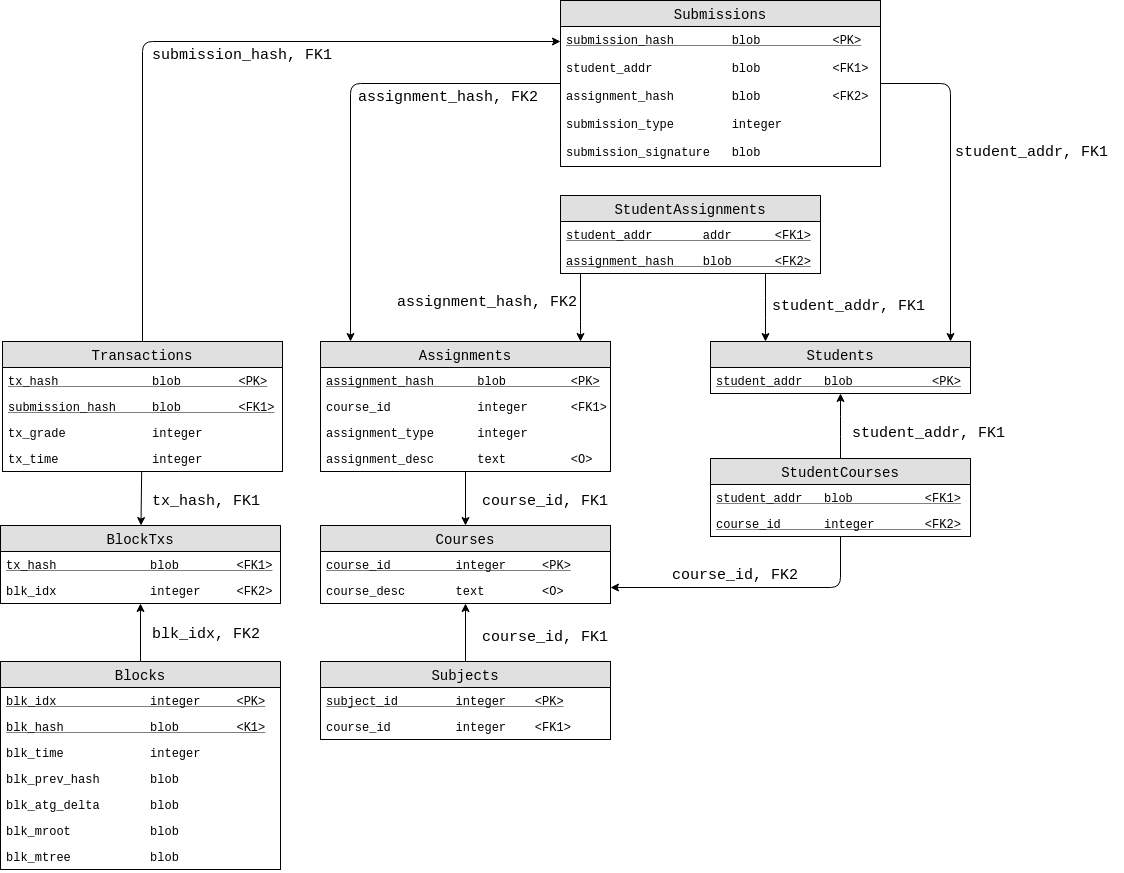 Submissions
submission_hash blob <PK>
student_addr blob <FK1>
assignment_hash blob <FK2>
submission_type integer
submission_signature blob
submission_hash, FK1
assignment_hash, FK2
student_addr, FK1
StudentAssignments
student_addr addr <FK1>
assignment_hash blob <FK2>
assignment_hash, FK2
student_addr, FK1
Transactions
tx_hash blob <PK>
submission_hash blob <FK1>
tx_grade integer
tx_time integer
Assignments
assignment_hash blob <PK>
course_id integer <FK1>
assignment_type integer
assignment_desc text <O>
Students
student_addr blob <PK>
student_addr, FK1
StudentCourses
student_addr blob <FK1>
course_id integer <FK2>
tx_hash, FK1
course_id, FK1
BlockTxs
tx_hash blob <FK1>
blk_idx integer <FK2>
Courses
course_id integer <PK>
course_desc text <O>
course_id, FK2
blk_idx, FK2
course_id, FK1
Blocks
blk_idx integer <PK>
blk_hash blob <K1>
blk_time integer
blk_prev_hash blob
blk_atg_delta blob
blk_mroot blob
blk_mtree blob
Subjects
subject_id integer <PK>
course_id integer <FK1>